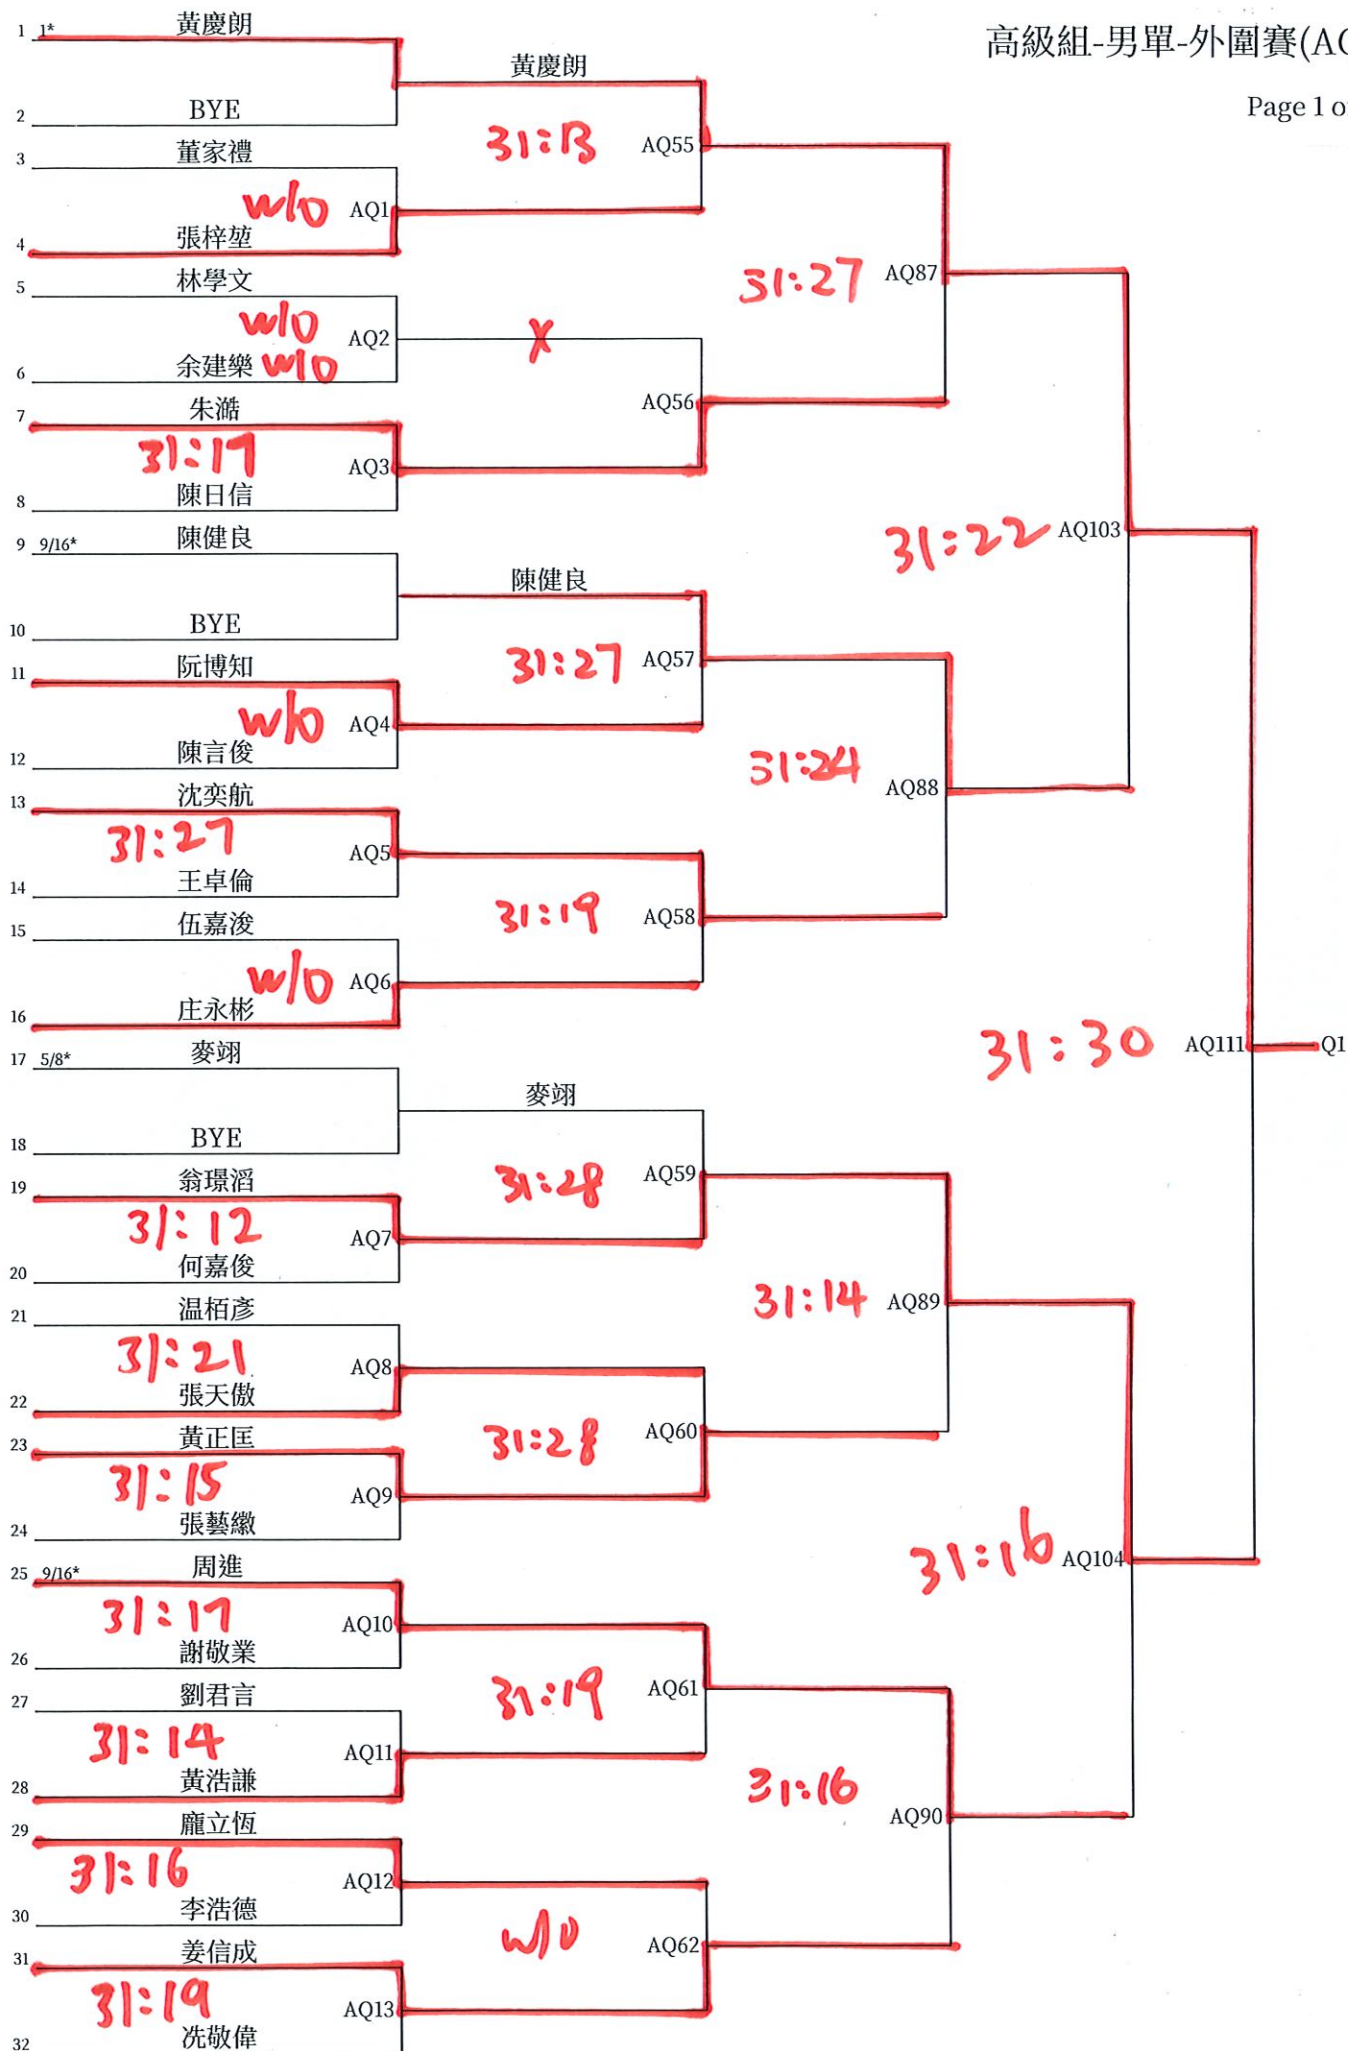 高級組-男單-外圍賽(A
Page 1 o
1 1* 黃慶朗
黃慶朗
2 BYE
31:13 AQ55
3 董家禮
w/o AQ1
4 張梓堃
31:27 AQ87
5 林學文
w/o AQ2 X
6 余建樂 w/o
AQ56
7 朱澔
31:17 AQ3
8 陳日信
31:22 AQ103
9 9/16* 陳健良
陳健良
10 BYE
31:27 AQ57
11 阮博知
w/o AQ4
12 陳言俊
31:24 AQ88
13 沈奕航
31:27 AQ5
14 王卓倫
31:19 AQ58
15 伍嘉浚
w/o AQ6
16 庄永彬
31:30 AQ111 Q1
17 5/8* 麥翊
麥翊
18 BYE
31:28 AQ59
19 翁璟滔
31:12 AQ7
20 何嘉俊
31:14 AQ89
21 温栢彥
31:21 AQ8
22 張天傲
31:28 AQ60
23 黃正匡
31:15 AQ9
24 張藝繳
31:16 AQ104
25 9/16* 周進
31:17 AQ10
26 謝敬業
31:19 AQ61
27 劉君言
31:14 AQ11
28 黃浩謙
31:16 AQ90
29 龐立恆
31:16 AQ12
30 李浩德
w/o AQ62
31 姜信成
31:19 AQ13
32 冼敬偉